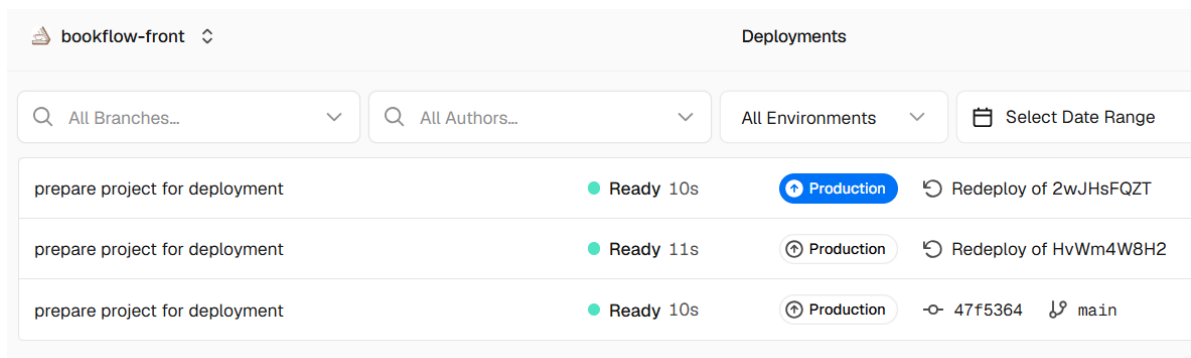 bookflow-front Deployments
All Branches... All Authors... All Environments Select Date Range
prepare project for deployment Ready 10s Production Redeploy of 2wJHsFQZT
prepare project for deployment Ready 11s Production Redeploy of HvWm4W8H2
prepare project for deployment Ready 10s Production 47f5364 main